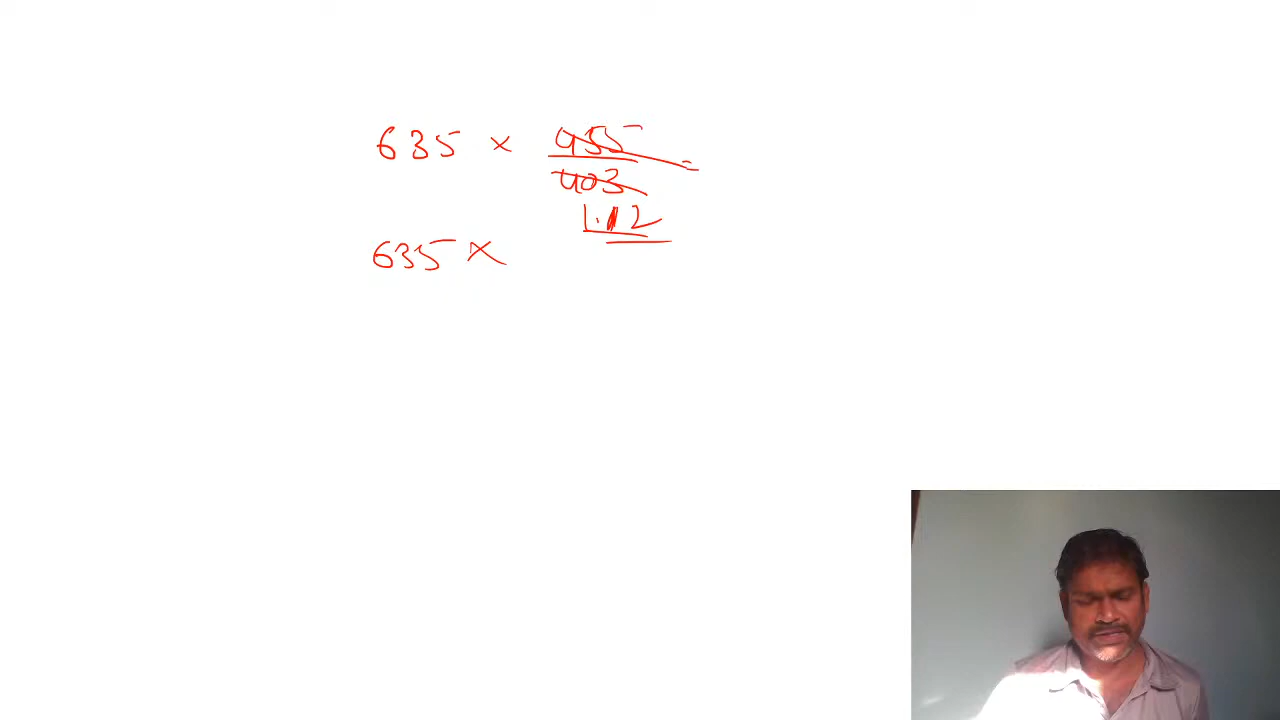 635 × 455 =
403
1.12
635 ×